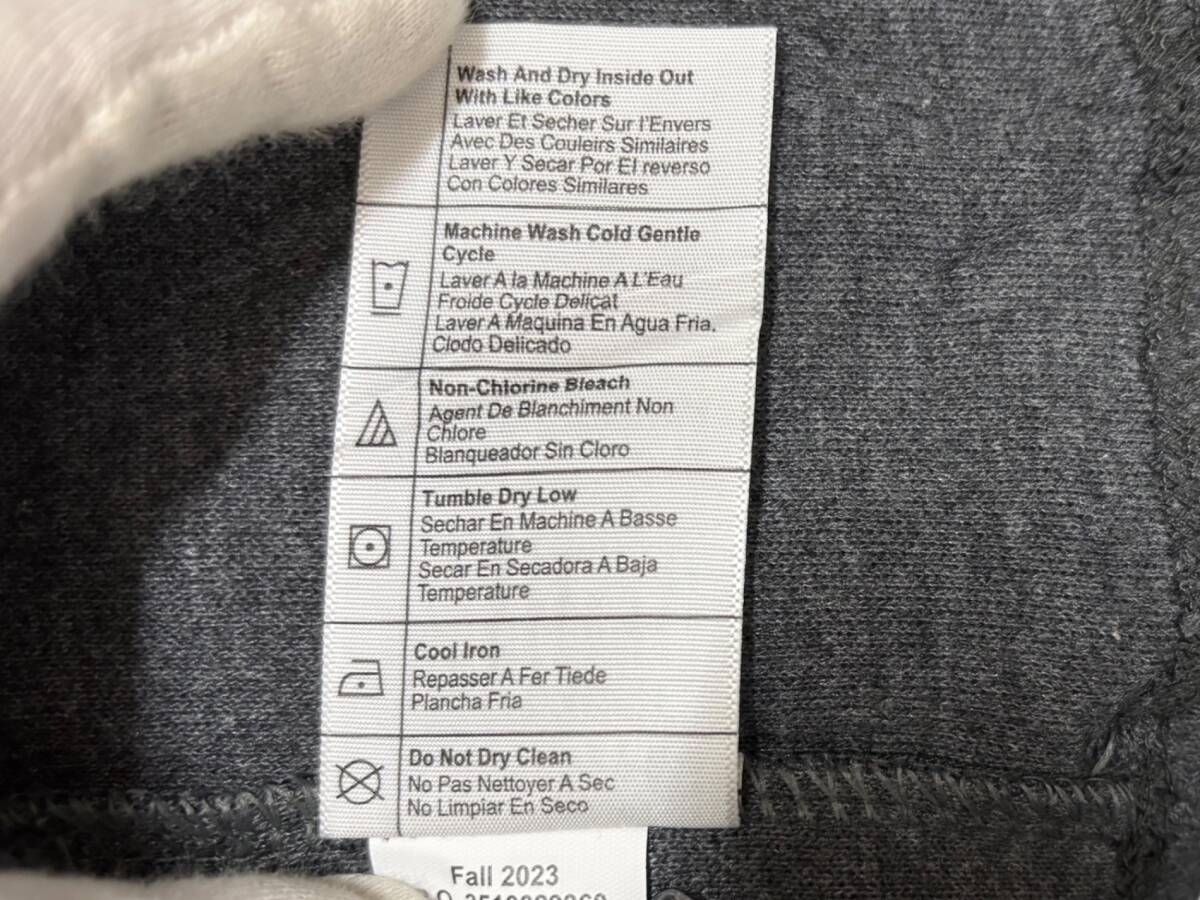 Wash And Dry Inside Out
With Like Colors
Laver Et Secher Sur l'Envers
Avec Des Couleirs Similaires
Laver Y Secar Por El reverso
Con Colores Similares
Machine Wash Cold Gentle
Cycle
Laver A la Machine A L'Eau
Froide Cycle Delicat
Laver A Maquina En Agua Fria.
Clodo Delicado
Non-Chlorine Bleach
Agent De Blanchiment Non
Chlore
Blanqueador Sin Cloro
Tumble Dry Low
Sechar En Machine A Basse
Temperature
Secar En Secadora A Baja
Temperature
Cool Iron
Repasser A Fer Tiede
Plancha Fria
Do Not Dry Clean
No Pas Nettoyer A Sec
No Limpiar En Seco
Fall 2023